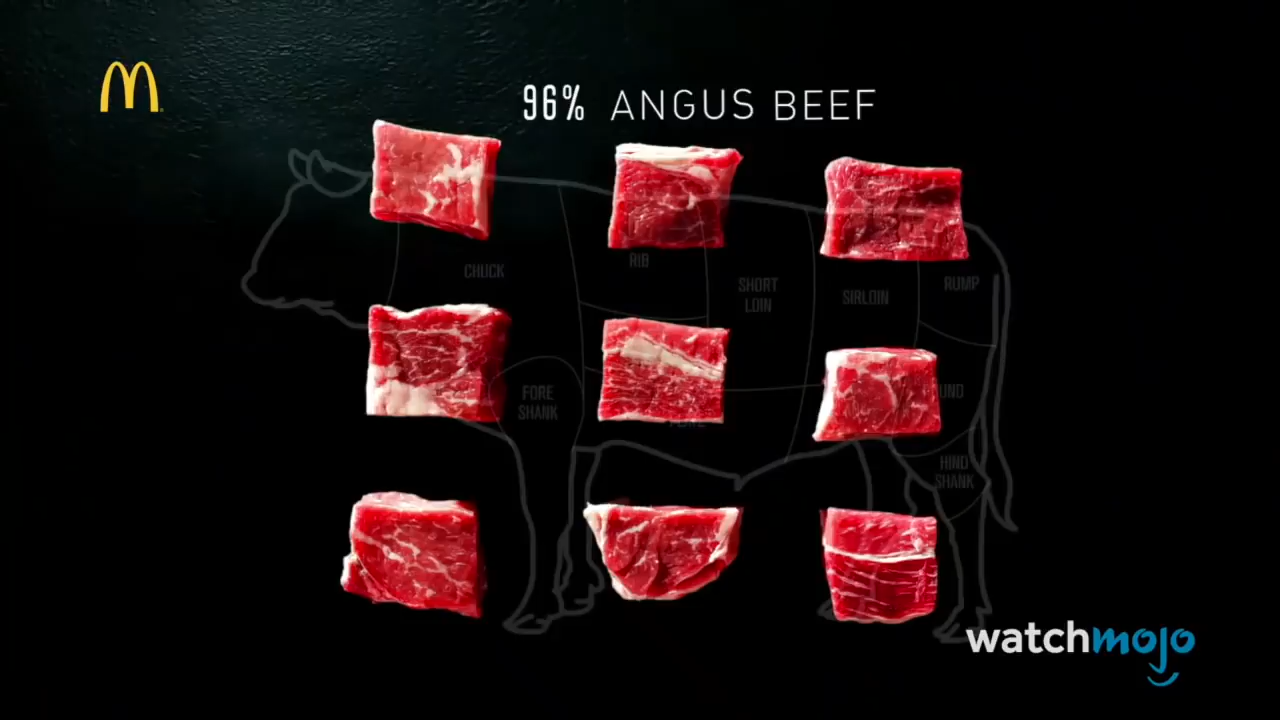 96% ANGUS BEEF
CHUCK
RIB
SHORT
LOIN
SIRLOIN
RUMP
FORE
SHANK
HIND
SHANK
watchmojo